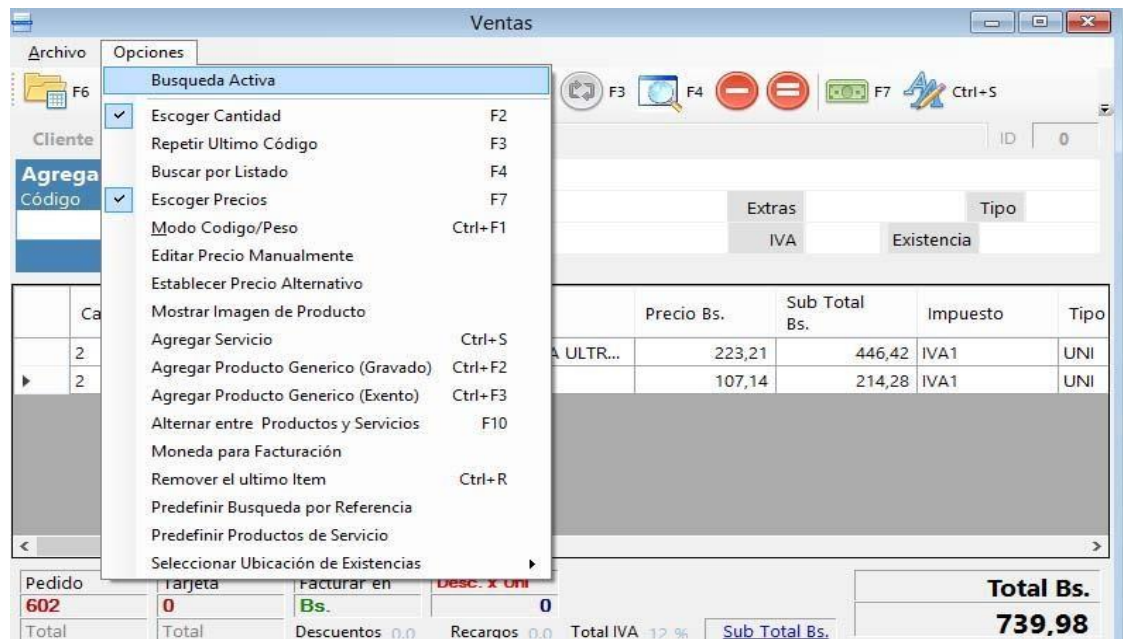 Ventas
Archivo Opciones
F6 F3 F4 F7 Ctrl+S
Busqueda Activa
Escoger Cantidad F2
Repetir Ultimo Código F3
Buscar por Listado F4
Escoger Precios F7
Modo Codigo/Peso Ctrl+F1
Editar Precio Manualmente
Establecer Precio Alternativo
Mostrar Imagen de Producto
Agregar Servicio Ctrl+S
Agregar Producto Generico (Gravado) Ctrl+F2
Agregar Producto Generico (Exento) Ctrl+F3
Alternar entre Productos y Servicios F10
Moneda para Facturación
Remover el ultimo Item Ctrl+R
Predefinir Busqueda por Referencia
Predefinir Productos de Servicio
Seleccionar Ubicación de Existencias
Cliente ID 0
Agrega
Código
Extras Tipo
IVA Existencia
Ca Precio Bs. Sub Total Bs. Impuesto Tipo
2 A ULTR... 223,21 446,42 IVA1 UNI
2 107,14 214,28 IVA1 UNI
Pedido Tarjeta Facturar en Desc. x Uni Total Bs.
602 0 Bs. 0 739,98
Total Total Descuentos 0,0 Recargos 0,0 Total IVA 12 % Sub Total Bs.